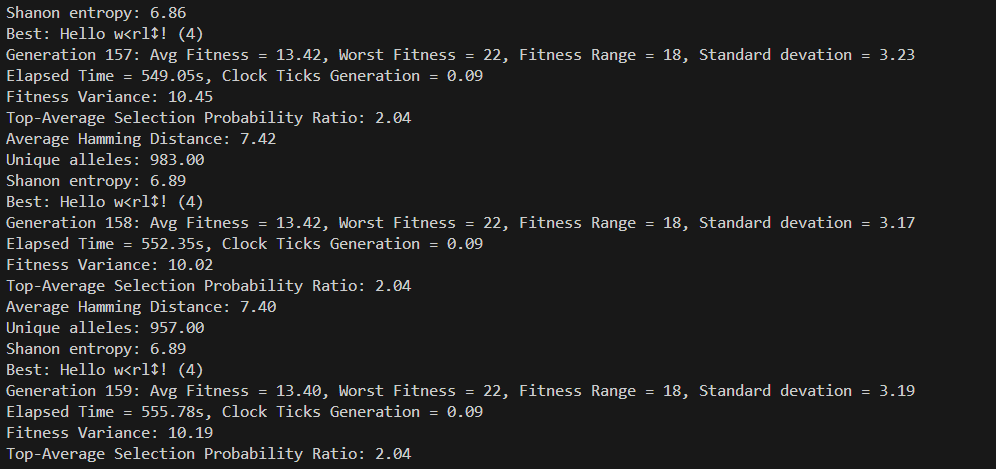 Shanon entropy: 6.86
Best: Hello w<rl↕! (4)
Generation 157: Avg Fitness = 13.42, Worst Fitness = 22, Fitness Range = 18, Standard devation = 3.23
Elapsed Time = 549.05s, Clock Ticks Generation = 0.09
Fitness Variance: 10.45
Top-Average Selection Probability Ratio: 2.04
Average Hamming Distance: 7.42
Unique alleles: 983.00
Shanon entropy: 6.89
Best: Hello w<rl↕! (4)
Generation 158: Avg Fitness = 13.42, Worst Fitness = 22, Fitness Range = 18, Standard devation = 3.17
Elapsed Time = 552.35s, Clock Ticks Generation = 0.09
Fitness Variance: 10.02
Top-Average Selection Probability Ratio: 2.04
Average Hamming Distance: 7.40
Unique alleles: 957.00
Shanon entropy: 6.89
Best: Hello w<rl↕! (4)
Generation 159: Avg Fitness = 13.40, Worst Fitness = 22, Fitness Range = 18, Standard devation = 3.19
Elapsed Time = 555.78s, Clock Ticks Generation = 0.09
Fitness Variance: 10.19
Top-Average Selection Probability Ratio: 2.04